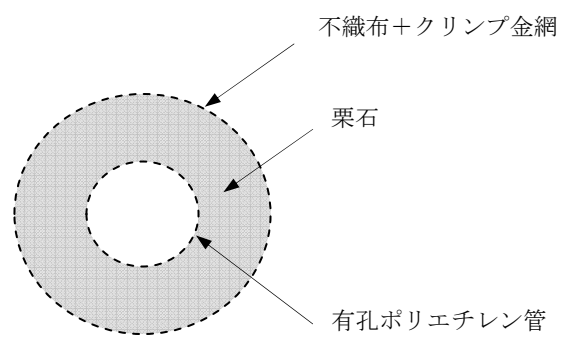 不織布＋クリンプ金網
栗石
有孔ポリエチレン管